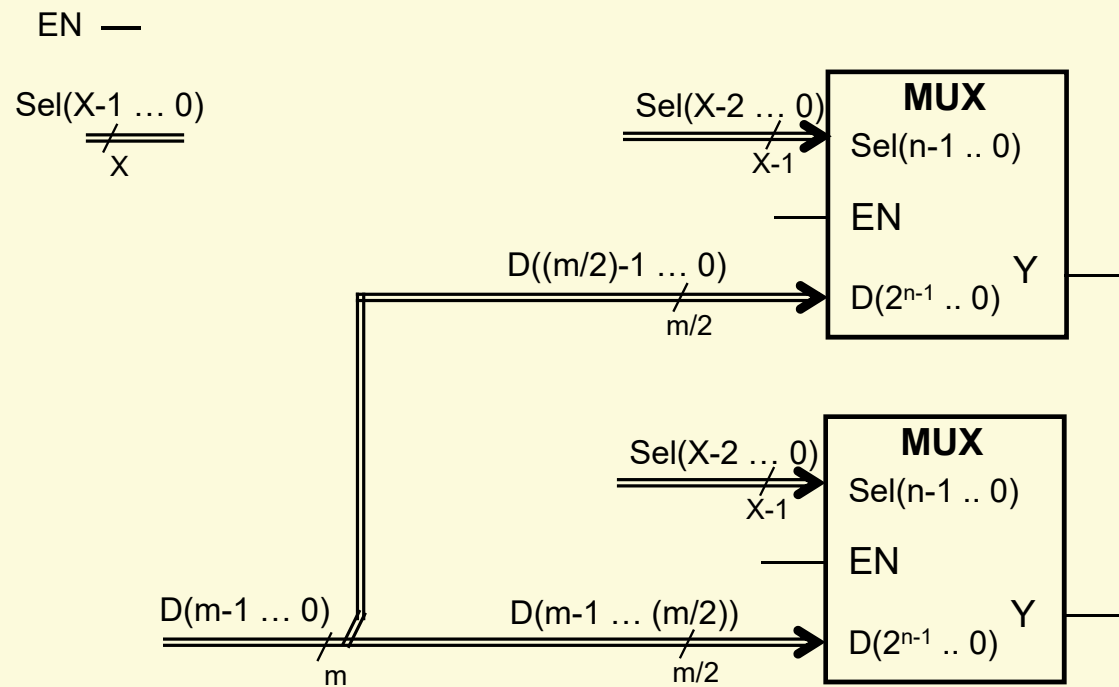 EN
Sel(X-1 … 0)
X
Sel(X-2 … 0)
X-1
MUX
Sel(n-1 .. 0)
EN
Y
D(2ⁿ⁻¹ .. 0)
D((m/2)-1 … 0)
m/2
Sel(X-2 … 0)
X-1
MUX
Sel(n-1 .. 0)
EN
Y
D(2ⁿ⁻¹ .. 0)
D(m-1 … 0)
m
D(m-1 … (m/2))
m/2